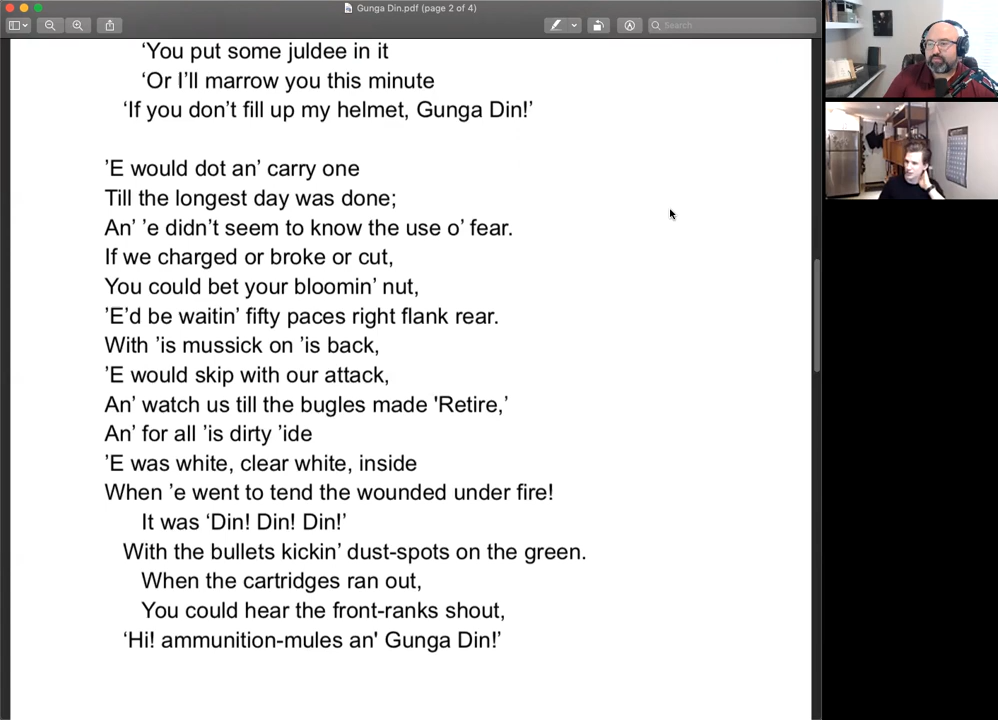 Gunga Din.pdf (page 2 of 4)
Search
‘You put some juldee in it
‘Or I’ll marrow you this minute
‘If you don’t fill up my helmet, Gunga Din!’
’E would dot an’ carry one
Till the longest day was done;
An’ ’e didn’t seem to know the use o’ fear.
If we charged or broke or cut,
You could bet your bloomin’ nut,
’E’d be waitin’ fifty paces right flank rear.
With ’is mussick on ’is back,
’E would skip with our attack,
An’ watch us till the bugles made 'Retire,’
An’ for all ’is dirty ’ide
’E was white, clear white, inside
When ’e went to tend the wounded under fire!
It was ‘Din! Din! Din!’
With the bullets kickin’ dust-spots on the green.
When the cartridges ran out,
You could hear the front-ranks shout,
‘Hi! ammunition-mules an' Gunga Din!’